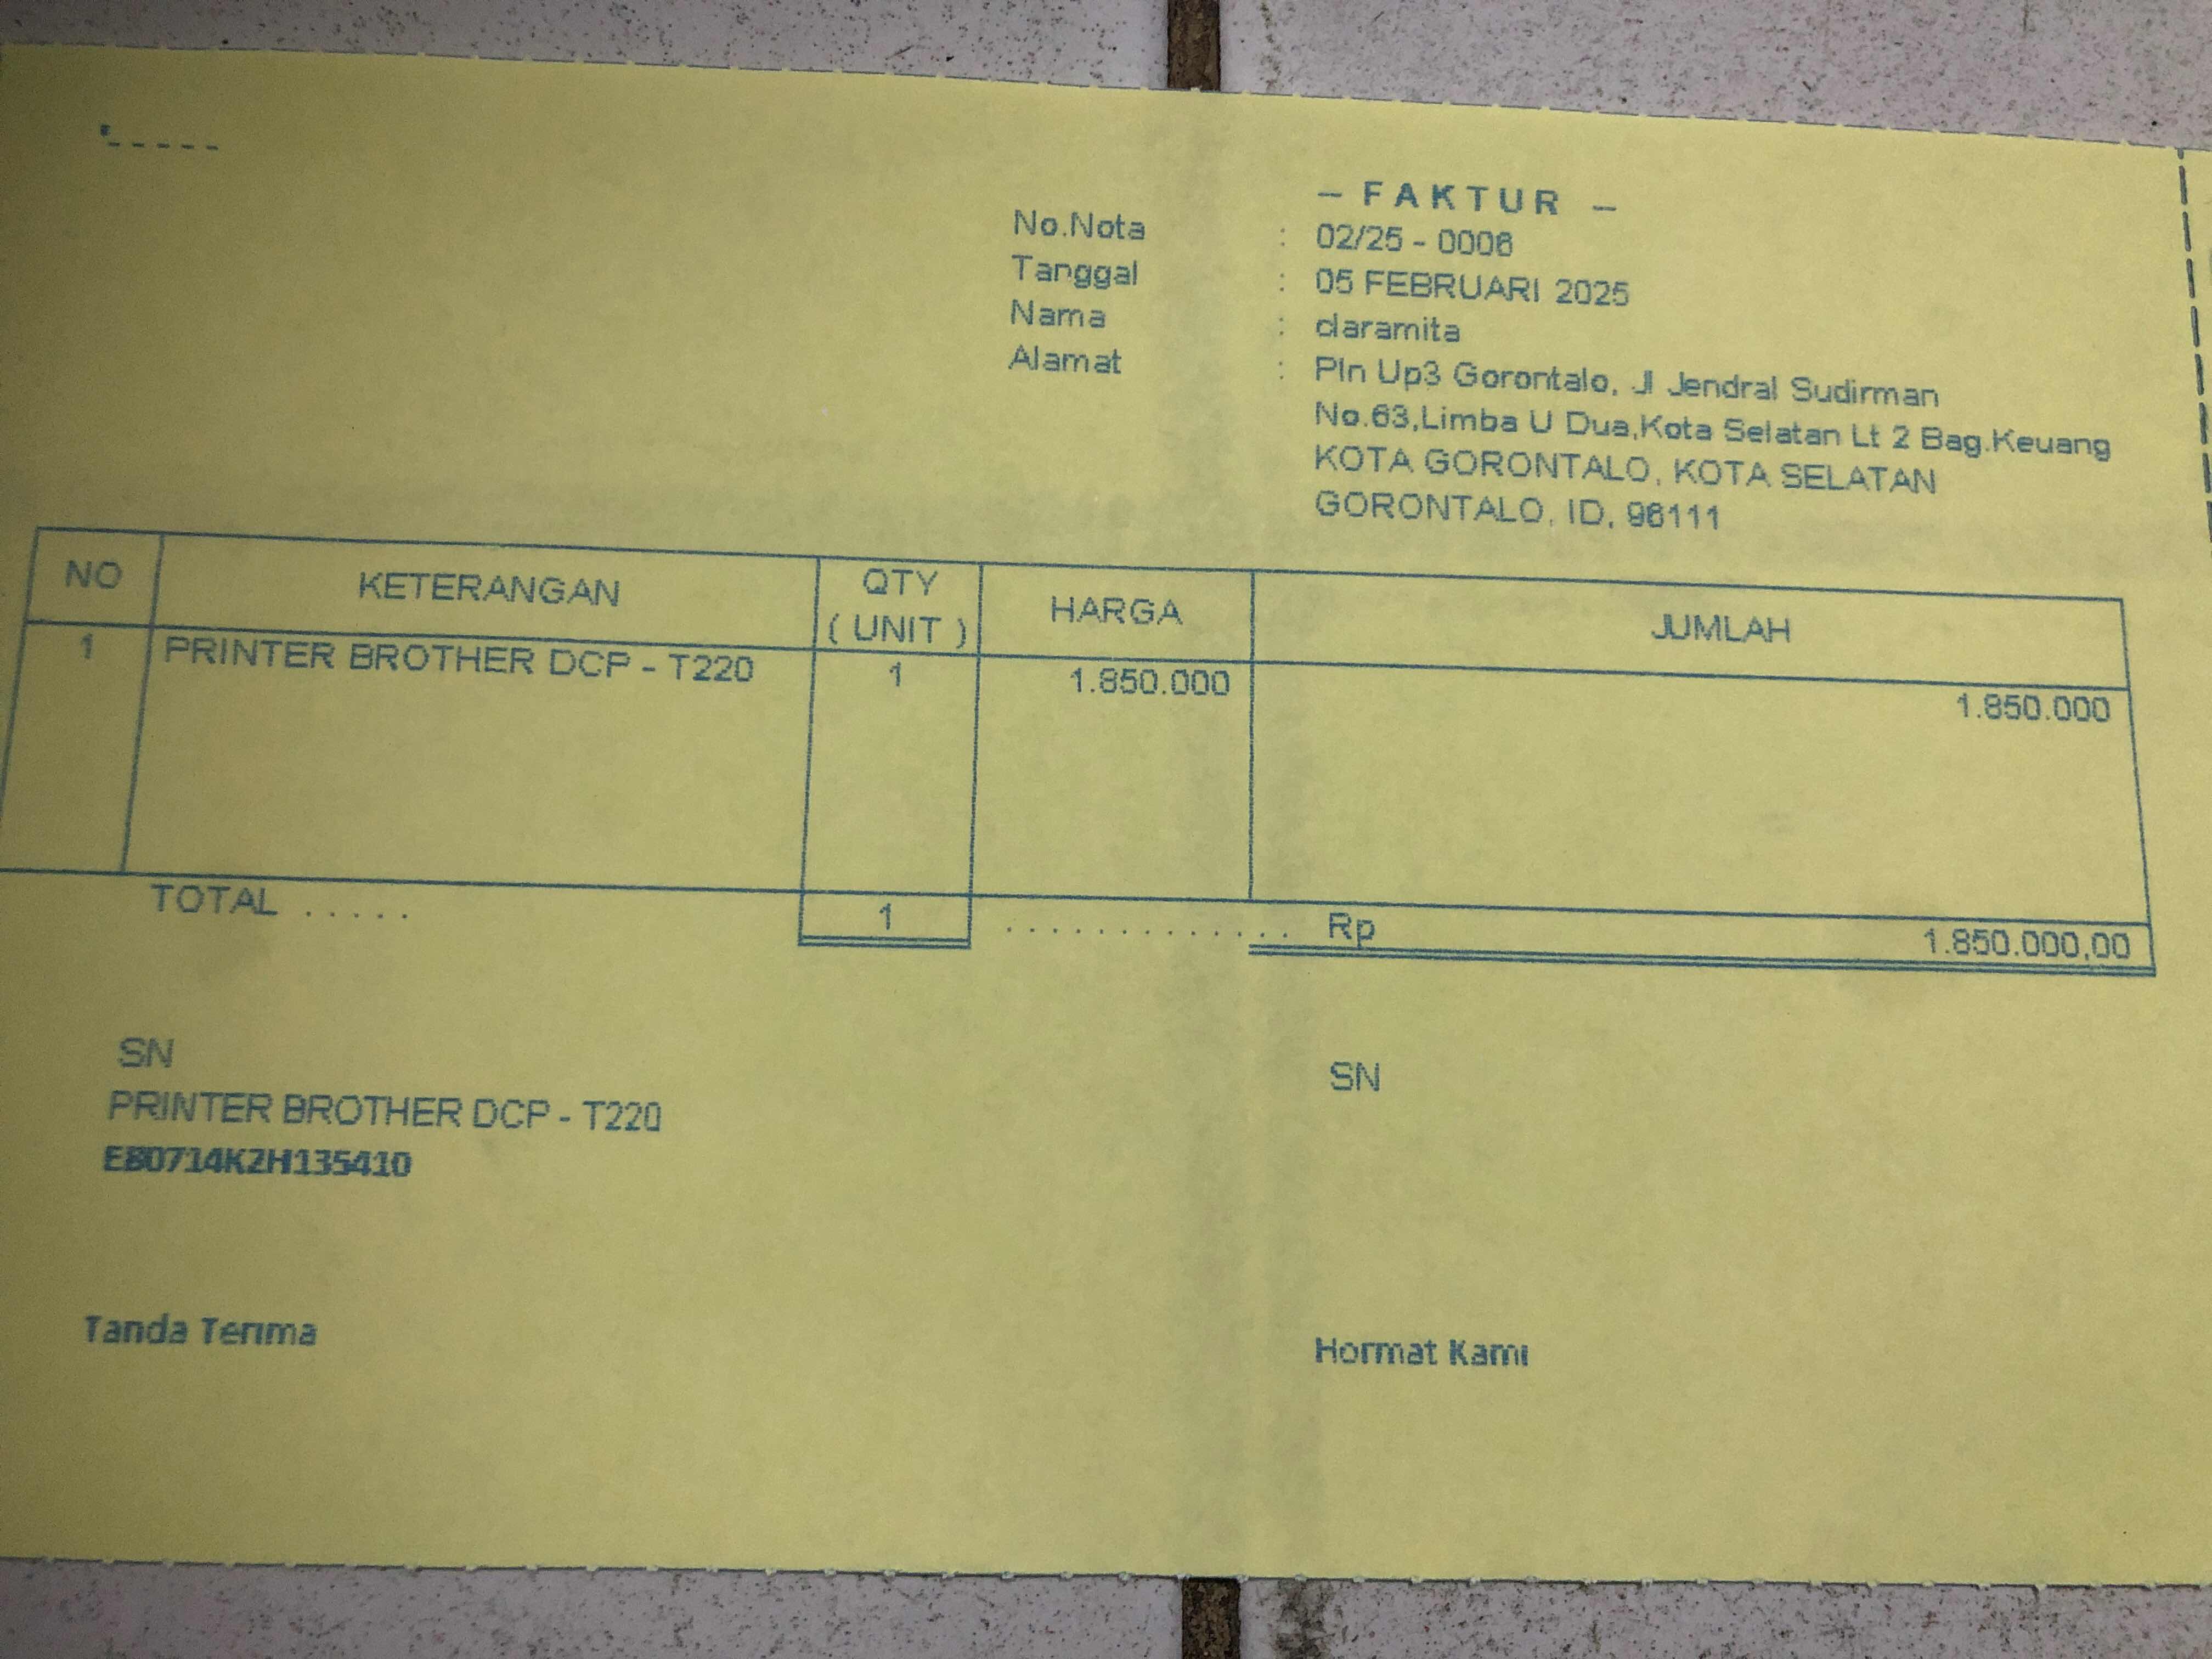 – FAKTUR –
No.Nota : 02/25 - 0006
Tanggal : 05 FEBRUARI 2025
Nama : claramita
Alamat : Pln Up3 Gorontalo, Jl Jendral Sudirman
No.63,Limba U Dua,Kota Selatan Lt 2 Bag.Keuang
KOTA GORONTALO, KOTA SELATAN
GORONTALO, ID, 96111
NO KETERANGAN QTY ( UNIT ) HARGA JUMLAH
1 PRINTER BROTHER DCP - T220 1 1.850.000 1.850.000
TOTAL ..... 1 ............. Rp 1.850.000,00
SN SN
PRINTER BROTHER DCP - T220
E80714K2H135410
Tanda Terima Hormat Kami